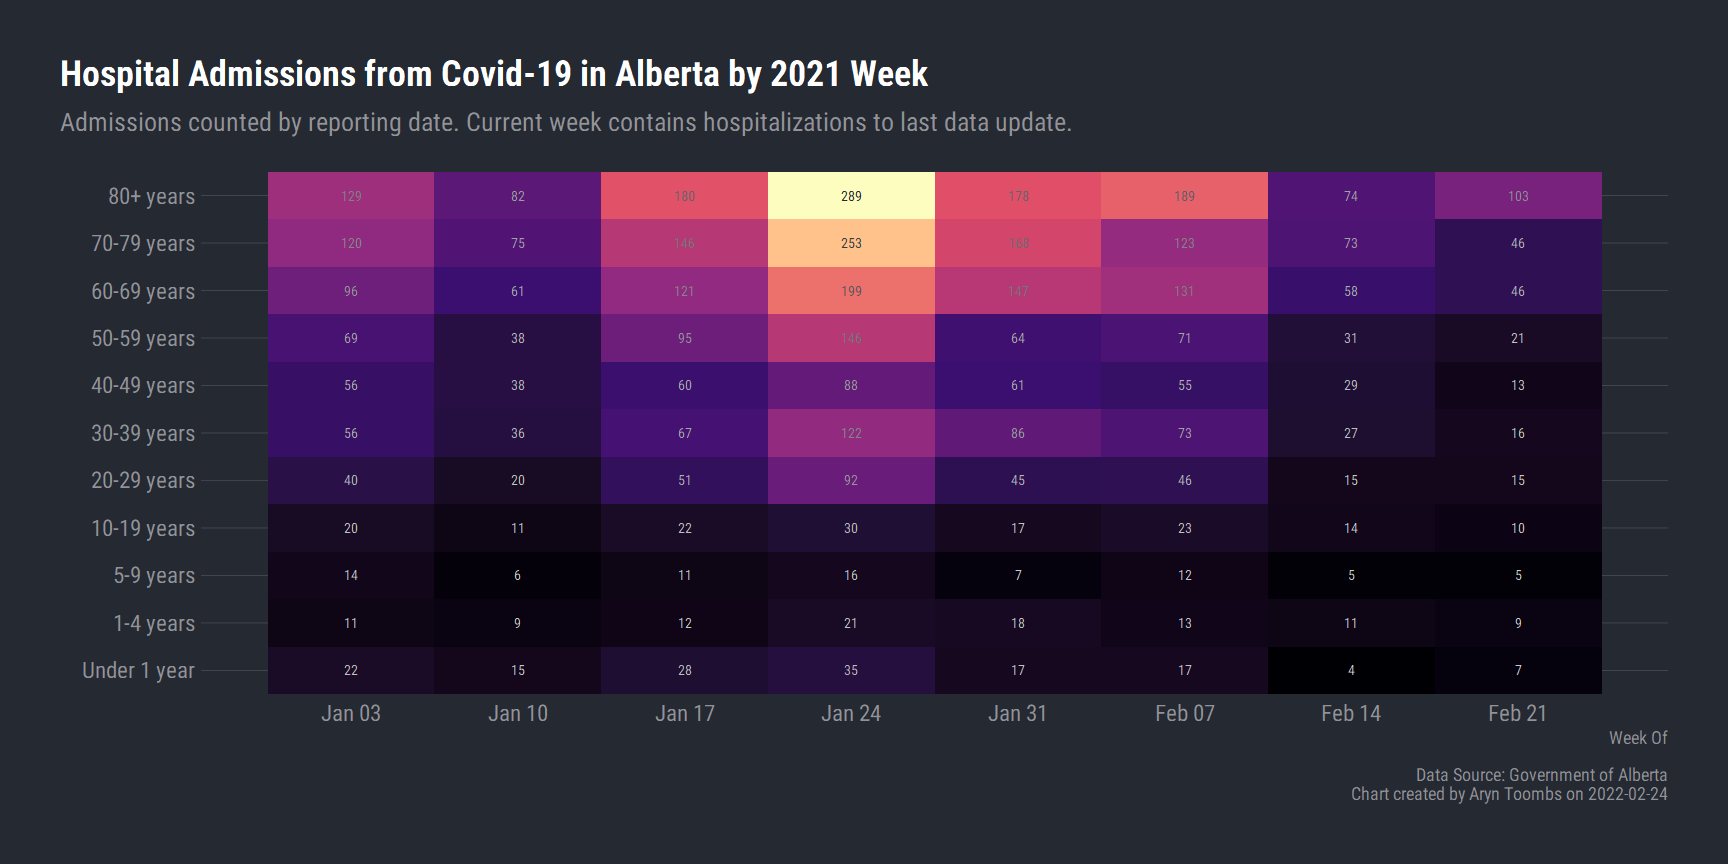 Hospital Admissions from Covid-19 in Alberta by 2021 Week
Admissions counted by reporting date. Current week contains hospitalizations to last data update.
80+ years 129 82 180 289 178 189 74 103
70-79 years 120 75 146 253 168 123 73 46
60-69 years 96 61 121 199 147 131 58 46
50-59 years 69 38 95 146 64 71 31 21
40-49 years 56 38 60 88 61 55 29 13
30-39 years 56 36 67 122 86 73 27 16
20-29 years 40 20 51 92 45 46 15 15
10-19 years 20 11 22 30 17 23 14 10
5-9 years 14 6 11 16 7 12 5 5
1-4 years 11 9 12 21 18 13 11 9
Under 1 year 22 15 28 35 17 17 4 7
Jan 03 Jan 10 Jan 17 Jan 24 Jan 31 Feb 07 Feb 14 Feb 21
Week Of
Data Source: Government of Alberta
Chart created by Aryn Toombs on 2022-02-24